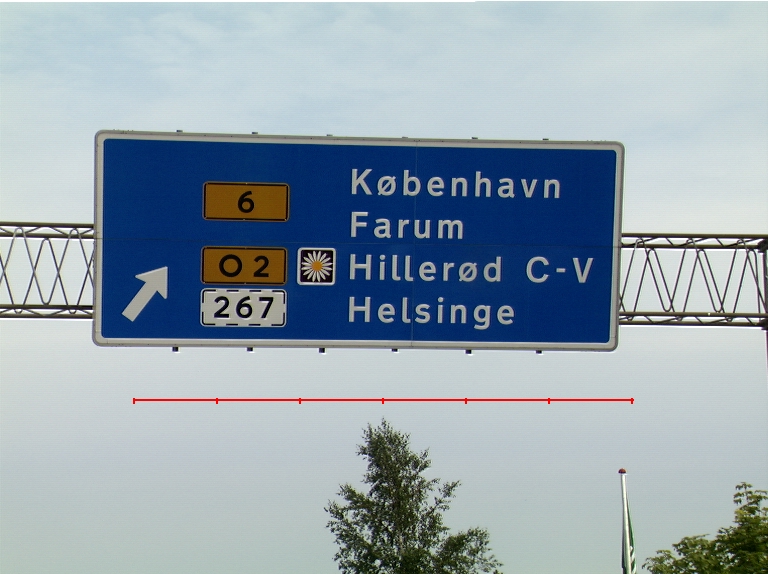 6 København
Farum
O 2 Hillerød C-V
267 Helsinge